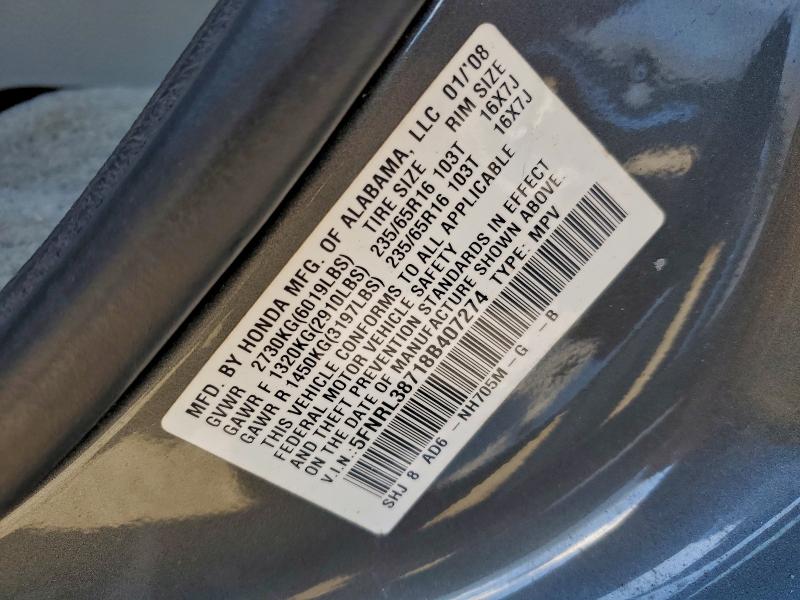 MFD. BY HONDA MFG. OF ALABAMA, LLC 01/'08
GVWR 2730KG(6019LBS) TIRE SIZE RIM SIZE
GAWR F 1320KG(2910LBS) 235/65R16 103T 16X7J
GAWR R 1450KG(3197LBS) 235/65R16 103T 16X7J
THIS VEHICLE CONFORMS TO ALL APPLICABLE
FEDERAL MOTOR VEHICLE SAFETY
AND THEFT PREVENTION STANDARDS IN EFFECT
ON THE DATE OF MANUFACTURE SHOWN ABOVE.
V.I.N.:5FNRL38718B407274 TYPE: MPV
SHJ 8 AD6 -NH705M-G -B